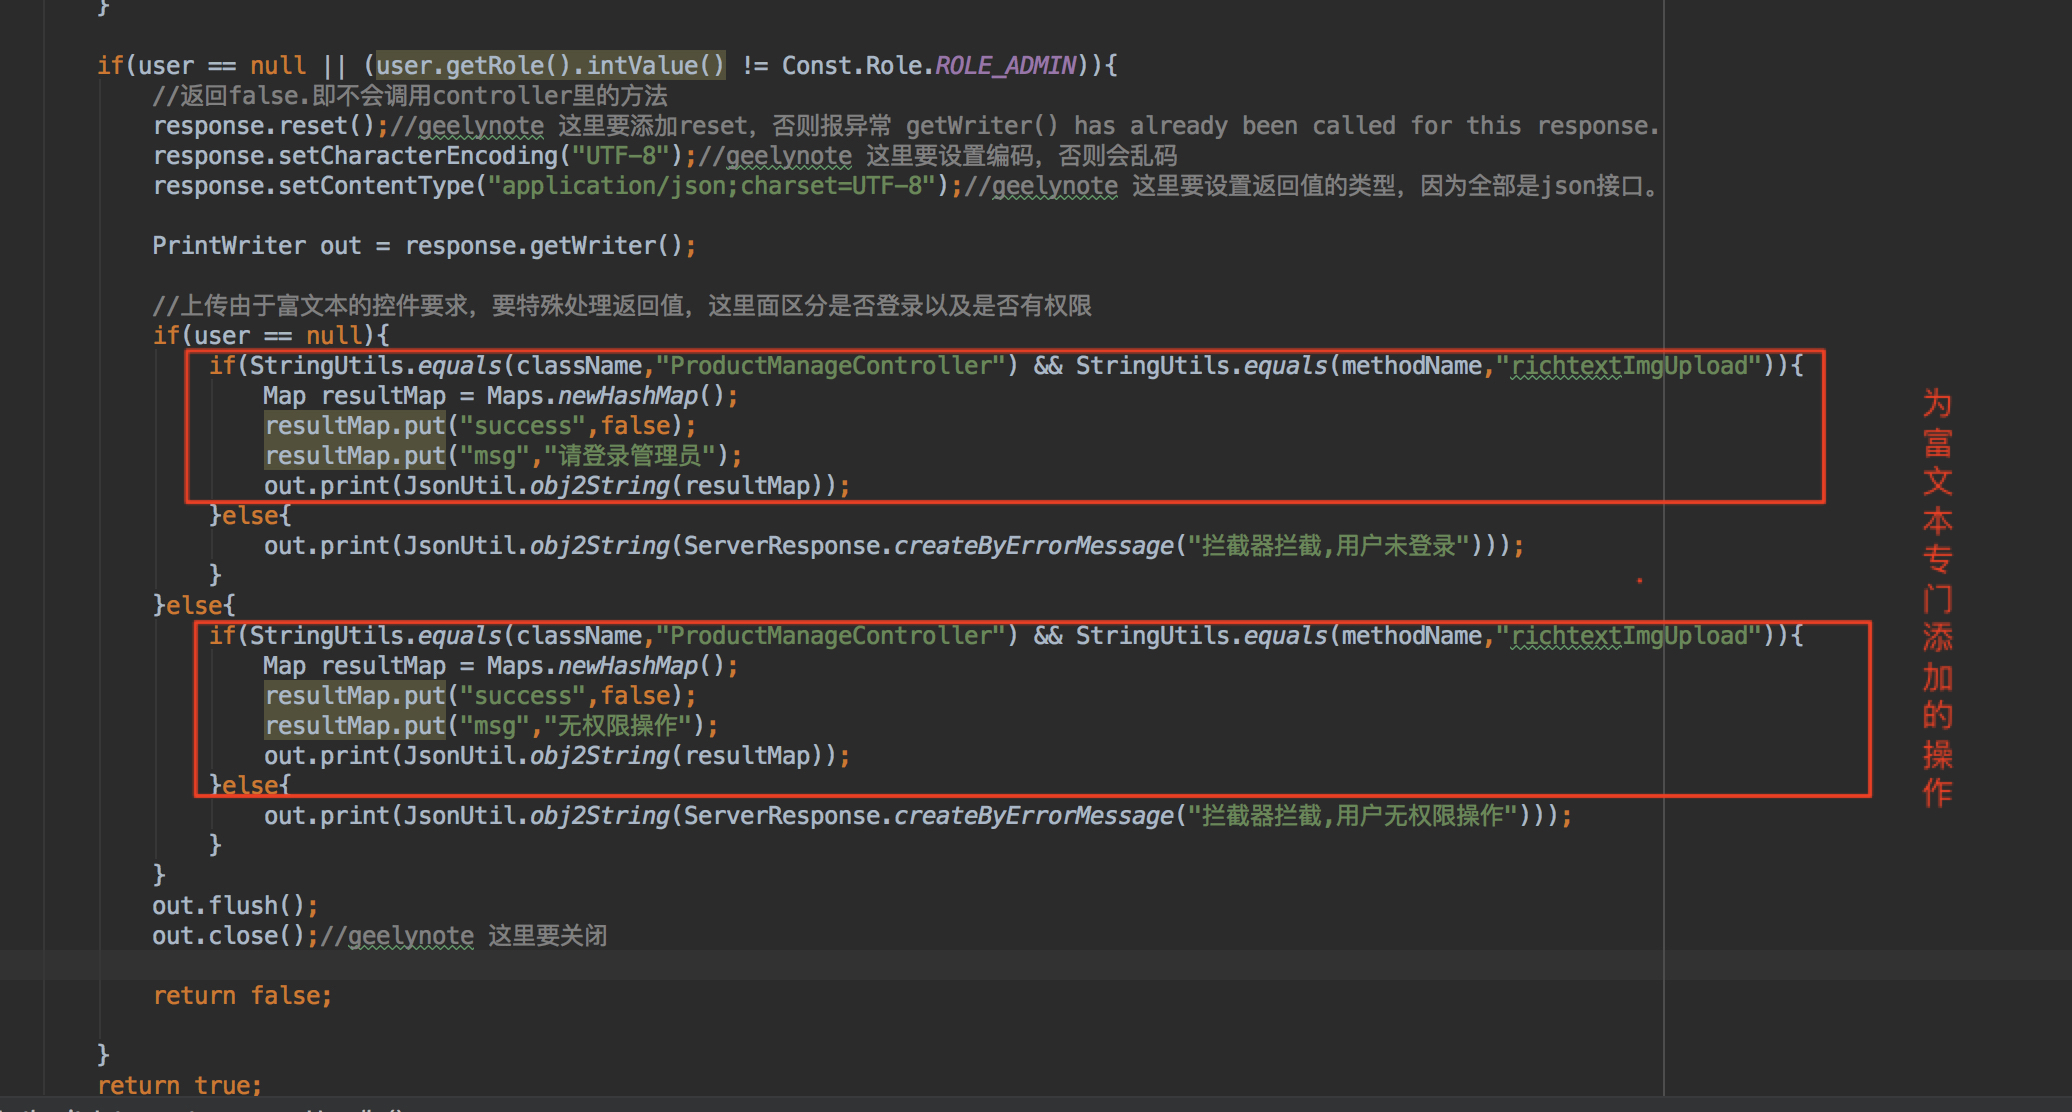 }
if(user == null || (user.getRole().intValue() != Const.Role.ROLE_ADMIN)){
//返回false.即不会调用controller里的方法
response.reset();//geelynote 这里要添加reset，否则报异常 getWriter() has already been called for this response.
response.setCharacterEncoding("UTF-8");//geelynote 这里要设置编码，否则会乱码
response.setContentType("application/json;charset=UTF-8");//geelynote 这里要设置返回值的类型，因为全部是json接口。
PrintWriter out = response.getWriter();
//上传由于富文本的控件要求，要特殊处理返回值，这里面区分是否登录以及是否有权限
if(user == null){
if(StringUtils.equals(className,"ProductManageController") && StringUtils.equals(methodName,"richtextImgUpload")){
Map resultMap = Maps.newHashMap();
resultMap.put("success",false);
resultMap.put("msg","请登录管理员");
out.print(JsonUtil.obj2String(resultMap));
}else{
out.print(JsonUtil.obj2String(ServerResponse.createByErrorMessage("拦截器拦截,用户未登录")));
}
}else{
if(StringUtils.equals(className,"ProductManageController") && StringUtils.equals(methodName,"richtextImgUpload")){
Map resultMap = Maps.newHashMap();
resultMap.put("success",false);
resultMap.put("msg","无权限操作");
out.print(JsonUtil.obj2String(resultMap));
}else{
out.print(JsonUtil.obj2String(ServerResponse.createByErrorMessage("拦截器拦截,用户无权限操作")));
}
}
out.flush();
out.close();//geelynote 这里要关闭
return false;
}
return true;
为富文本专门添加的操作